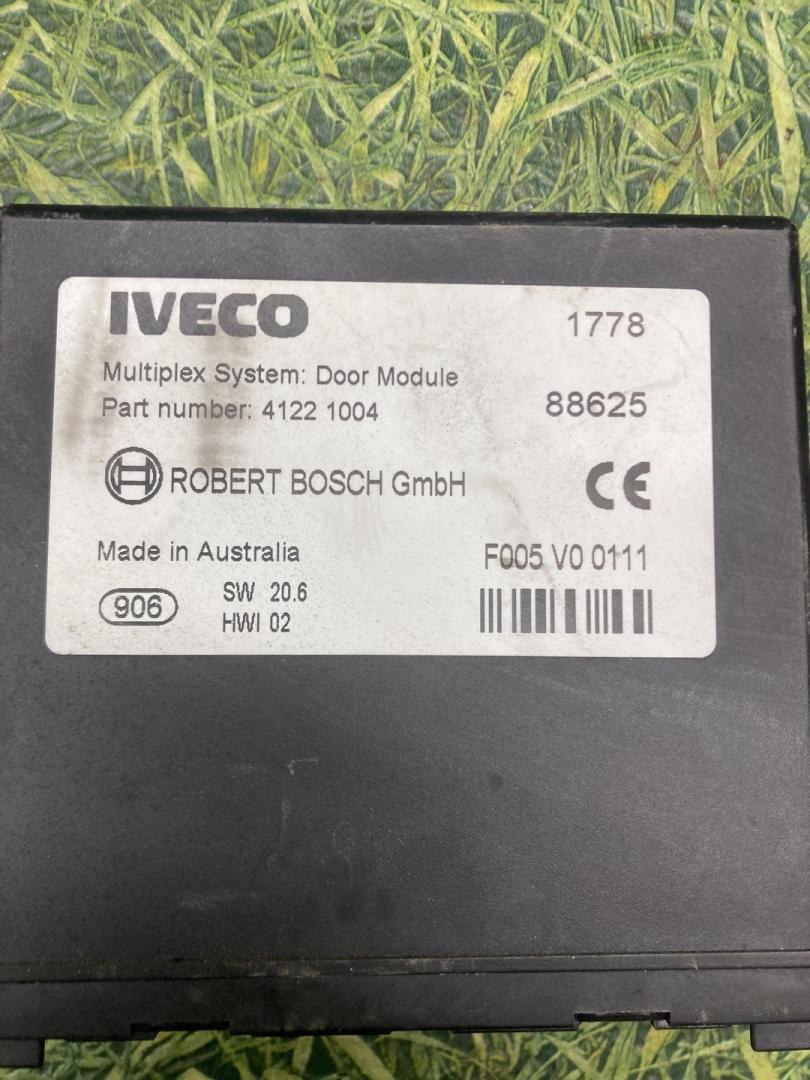 IVECO 1778
Multiplex System: Door Module
Part number: 4122 1004 88625
ROBERT BOSCH GmbH CE
Made in Australia F005 V0 0111
906 SW 20.6
HWI 02